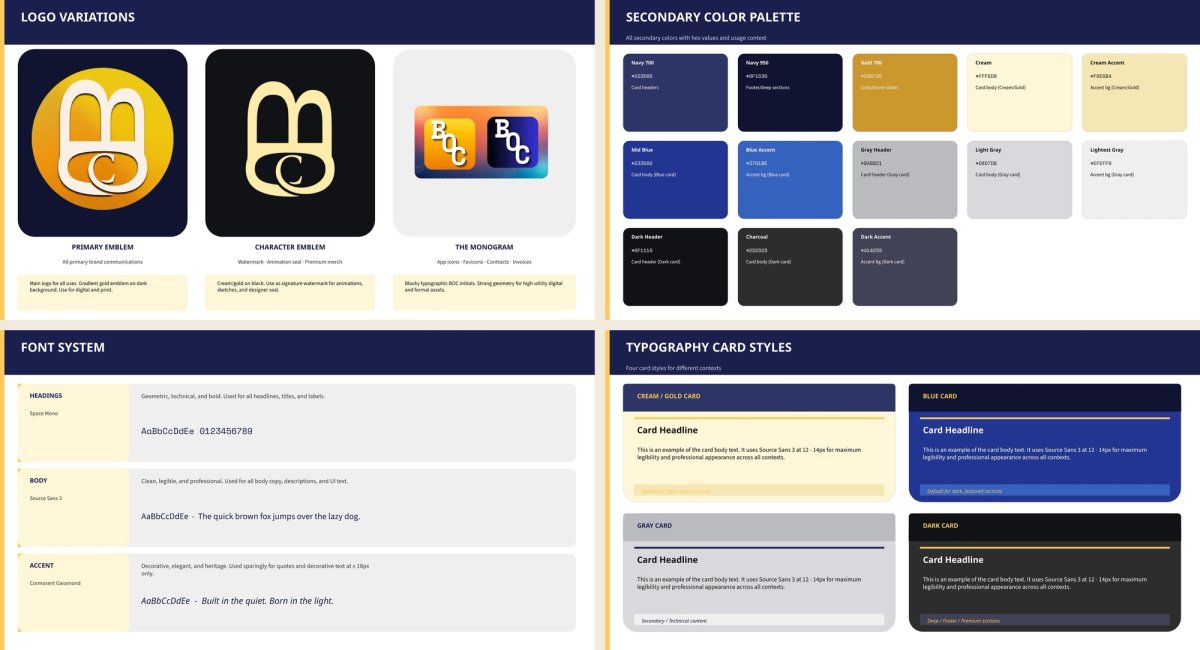 LOGO VARIATIONS
BC
BC
BOC BOC
PRIMARY EMBLEM
All primary brand communications
Main logo for all uses. Gradient gold emblem on dark
background. Use for digital and print.
CHARACTER EMBLEM
Watermark · Animation seal · Premium merch
Cream/gold on black. Use as signature watermark for animations,
sketches, and designer seal.
THE MONOGRAM
App icons · Favicons · Contracts · Invoices
Blocky typographic BOC initials. Strong geometry for high-utility digital
and formal assets.
SECONDARY COLOR PALETTE
All secondary colors with hex values and usage context
Navy 700
Card headers
Navy 950
Footer/deep sections
Gold 700
Links/hover states
Cream
Card body (Cream/Gold)
Cream Accent
Accent bg (Cream/Gold)
Mid Blue
Card body (Blue card)
Blue Accent
Accent bg (Blue card)
Gray Header
Card header (Gray card)
Light Gray
Card body (Gray card)
Lightest Gray
Accent bg (Gray card)
Dark Header
Card header (Dark card)
Charcoal
#2D2D2D
Card body (Dark card)
Dark Accent
Accent bg (Dark card)
FONT SYSTEM
HEADINGS
Space Mono
Geometric, technical, and bold. Used for all headlines, titles, and labels.
AaBbCcDdEe 0123456789
BODY
Source Sans 3
Clean, legible, and professional. Used for all body copy, descriptions, and UI text.
AaBbCcDdEe - The quick brown fox jumps over the lazy dog.
ACCENT
Cormorant Garamond
Decorative, elegant, and heritage. Used sparingly for quotes and decorative text at ≥ 18px
only.
AaBbCcDdEe - Built in the quiet. Born in the light.
TYPOGRAPHY CARD STYLES
Four card styles for different contexts
CREAM / GOLD CARD
Card Headline
This is an example of the card body text. It uses Source Sans 3 at 12 - 14px for maximum
legibility and professional appearance across all contexts.
BLUE CARD
Card Headline
This is an example of the card body text. It uses Source Sans 3 at 12 - 14px for maximum
legibility and professional appearance across all contexts.
Default for dark, featured sections
GRAY CARD
Card Headline
This is an example of the card body text. It uses Source Sans 3 at 12 - 14px for maximum
legibility and professional appearance across all contexts.
Secondary / Technical content
DARK CARD
Card Headline
This is an example of the card body text. It uses Source Sans 3 at 12 - 14px for maximum
legibility and professional appearance across all contexts.
Deep / Footer / Premium sections